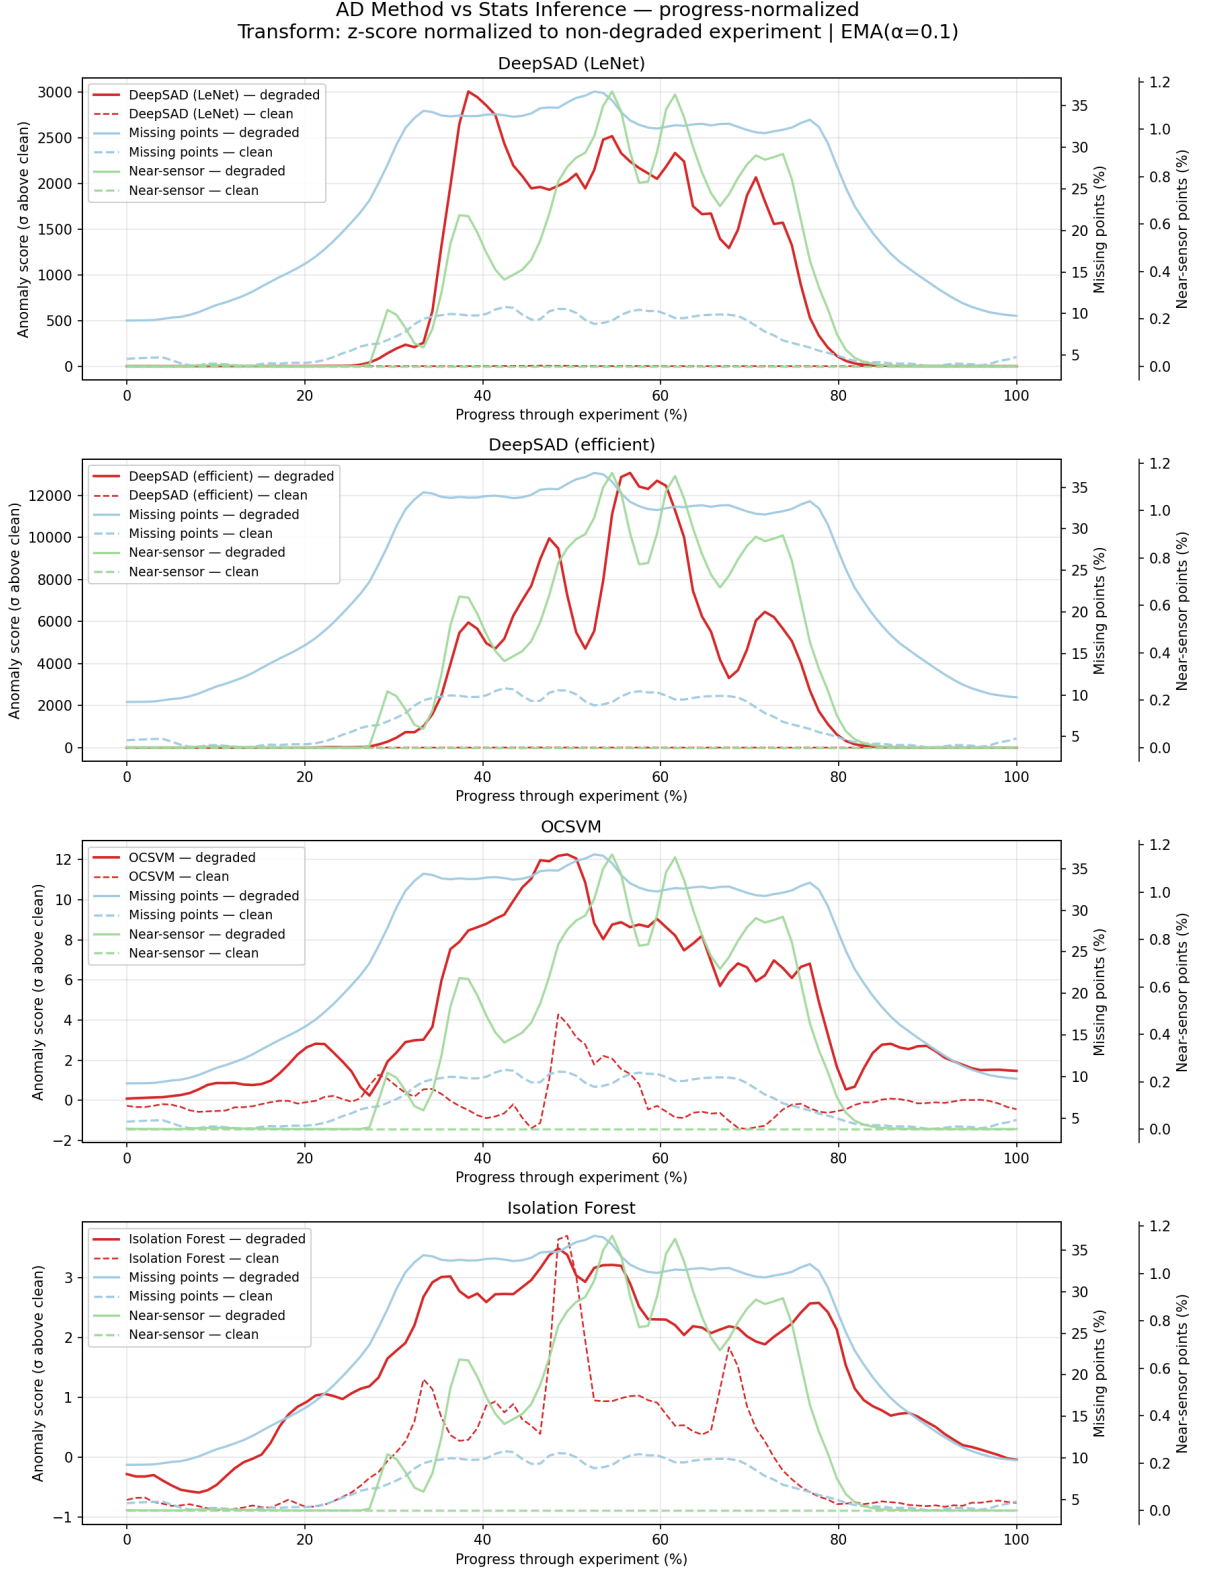 AD Method vs Stats Inference — progress-normalized
Transform: z-score normalized to non-degraded experiment | EMA(α=0.1)
DeepSAD (LeNet)
DeepSAD (LeNet) — degraded
DeepSAD (LeNet) — clean
Missing points — degraded
Missing points — clean
Near-sensor — degraded
Near-sensor — clean
Anomaly score (σ above clean)
3000
2500
2000
1500
1000
500
0
Missing points (%)
35
30
25
20
15
10
5
Near-sensor points (%)
1.2
1.0
0.8
0.6
0.4
0.2
0.0
0 20 40 60 80 100
Progress through experiment (%)
DeepSAD (efficient)
DeepSAD (efficient) — degraded
DeepSAD (efficient) — clean
Missing points — degraded
Missing points — clean
Near-sensor — degraded
Near-sensor — clean
Anomaly score (σ above clean)
12000
10000
8000
6000
4000
2000
0
Missing points (%)
35
30
25
20
15
10
5
Near-sensor points (%)
1.2
1.0
0.8
0.6
0.4
0.2
0.0
0 20 40 60 80 100
Progress through experiment (%)
OCSVM
OCSVM — degraded
OCSVM — clean
Missing points — degraded
Missing points — clean
Near-sensor — degraded
Near-sensor — clean
Anomaly score (σ above clean)
12
10
8
6
4
2
0
−2
Missing points (%)
35
30
25
20
15
10
5
Near-sensor points (%)
1.2
1.0
0.8
0.6
0.4
0.2
0.0
0 20 40 60 80 100
Progress through experiment (%)
Isolation Forest
Isolation Forest — degraded
Isolation Forest — clean
Missing points — degraded
Missing points — clean
Near-sensor — degraded
Near-sensor — clean
Anomaly score (σ above clean)
3
2
1
0
−1
Missing points (%)
35
30
25
20
15
10
5
Near-sensor points (%)
1.2
1.0
0.8
0.6
0.4
0.2
0.0
0 20 40 60 80 100
Progress through experiment (%)